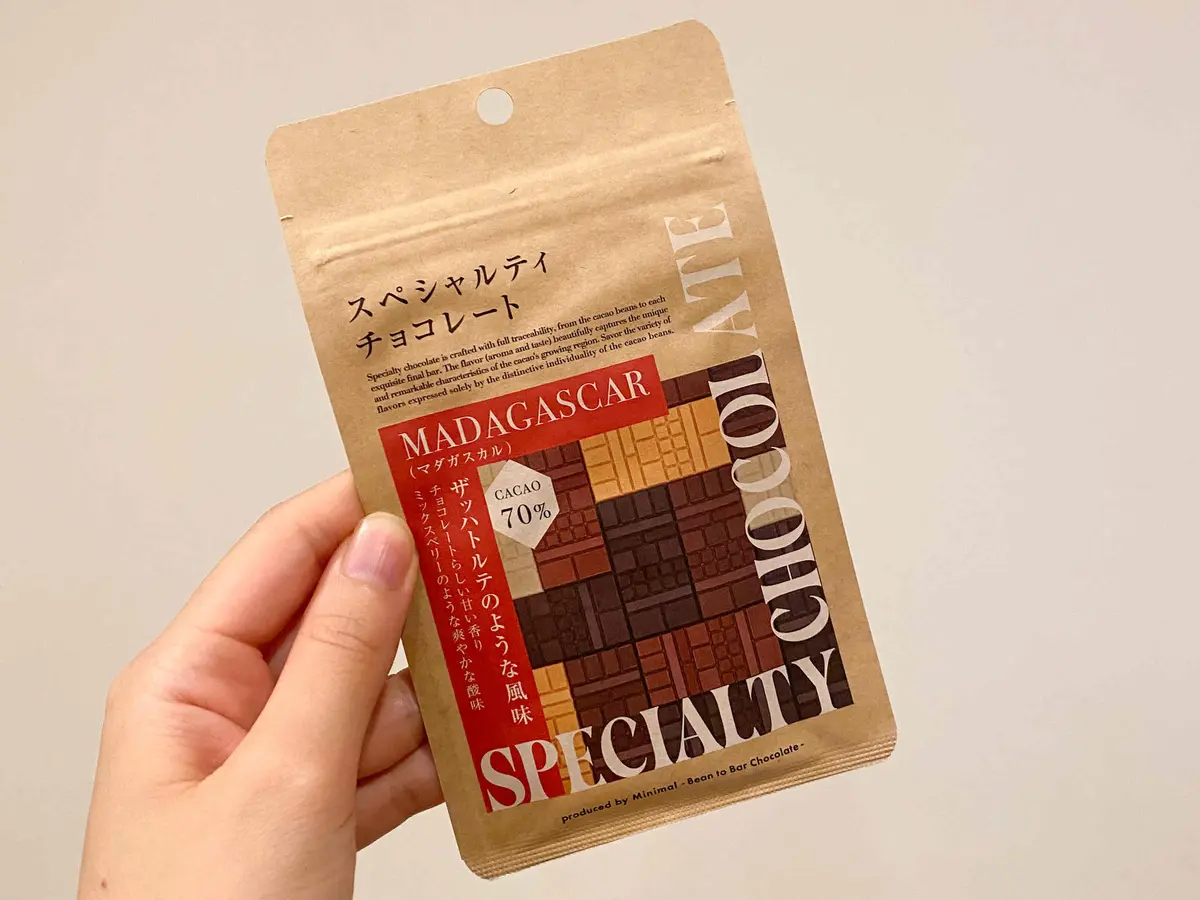 スペシャルティ
チョコレート
Specialty chocolate is crafted with full traceability, from the cacao beans to each
exquisite final bar. The flavor (aroma and taste) beautifully captures the unique
and remarkable characteristics of the cacao's growing region. Savor the variety of
flavors expressed solely by the distinctive individuality of the cacao beans.
MADAGASCAR
(マダガスカル)
CACAO
70%
ザッハトルテのような風味
チョコレートらしい甘い香り
ミックスベリーのような爽やかな酸味
SPECIALTY
CHOCOLATE
produced by Minimal - Bean to Bar Chocolate -